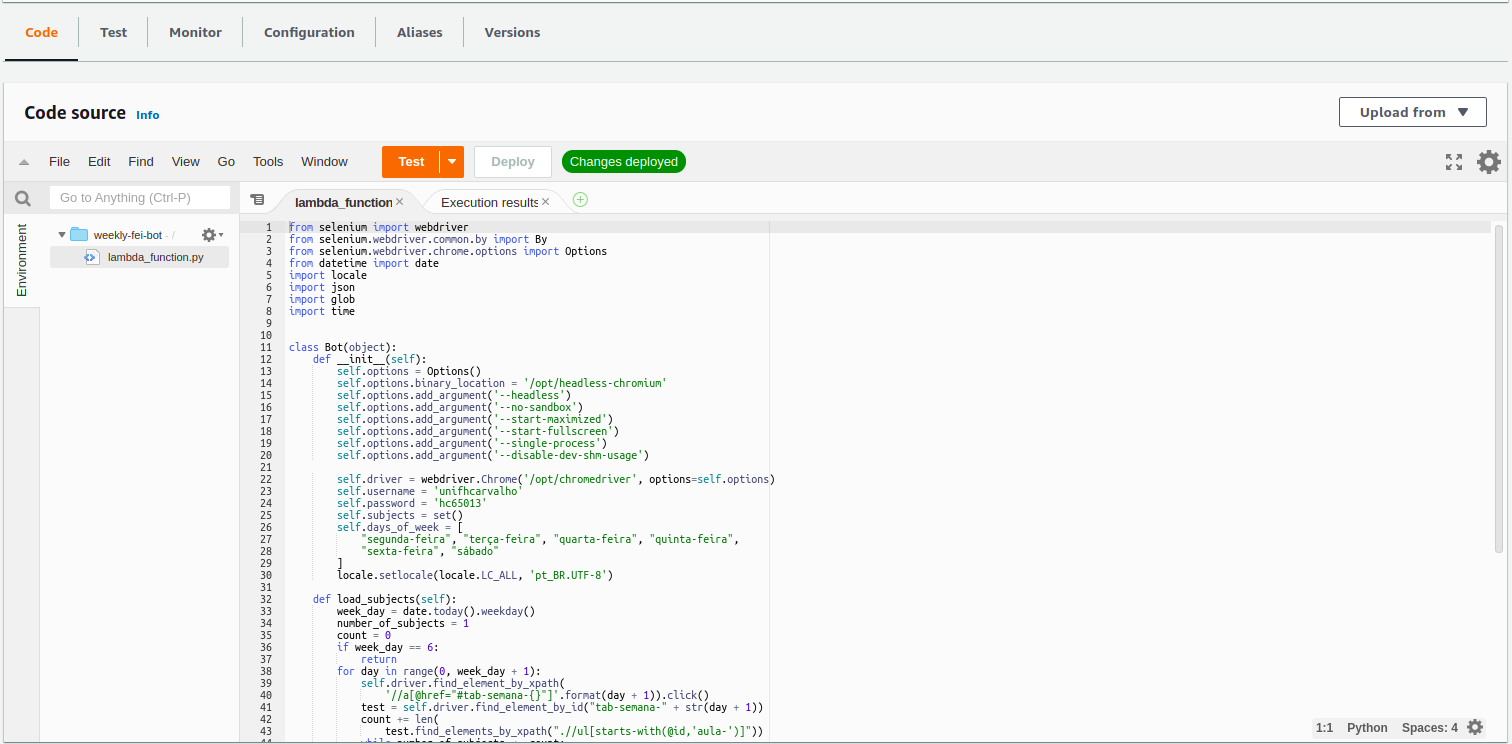 Code Test Monitor Configuration Aliases Versions
Code source Info
Upload from
File Edit Find View Go Tools Window Test Deploy Changes deployed
Go to Anything (Ctrl-P)
lambda_function
Execution results
Environment
weekly-fei-bot - /
lambda_function.py
1 from selenium import webdriver
2 from selenium.webdriver.common.by import By
3 from selenium.webdriver.chrome.options import Options
4 from datetime import date
5 import locale
6 import json
7 import glob
8 import time
9
10
11 class Bot(object):
12 def __init__(self):
13 self.options = Options()
14 self.options.binary_location = '/opt/headless-chromium'
15 self.options.add_argument('--headless')
16 self.options.add_argument('--no-sandbox')
17 self.options.add_argument('--start-maximized')
18 self.options.add_argument('--start-fullscreen')
19 self.options.add_argument('--single-process')
20 self.options.add_argument('--disable-dev-shm-usage')
21
22 self.driver = webdriver.Chrome('/opt/chromedriver', options=self.options)
23 self.username = 'unifhcarvalho'
24 self.password = 'hc65013'
25 self.subjects = set()
26 self.days_of_week = [
27 "segunda-feira", "terça-feira", "quarta-feira", "quinta-feira",
28 "sexta-feira", "sábado"
29 ]
30 locale.setlocale(locale.LC_ALL, 'pt_BR.UTF-8')
31
32 def load_subjects(self):
33 week_day = date.today().weekday()
34 number_of_subjects = 1
35 count = 0
36 if week_day == 6:
37 return
38 for day in range(0, week_day + 1):
39 self.driver.find_element_by_xpath(
40 '//a[@href="#tab-semana-{}"]'.format(day + 1)).click()
41 test = self.driver.find_element_by_id("tab-semana-" + str(day + 1))
42 count += len(
43 test.find_elements_by_xpath(".//ul[starts-with(@id,'aula-')]"))
1:1 Python Spaces: 4